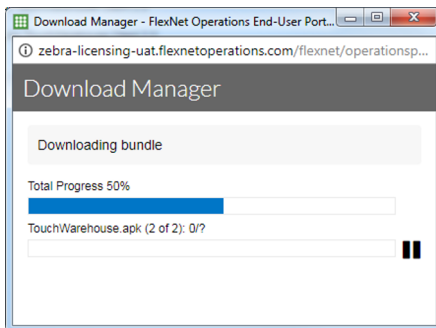 Download Manager - FlexNet Operations End-User Port...
zebra-licensing-uat.flexnetoperations.com/flexnet/operationsp...
Download Manager
Downloading bundle
Total Progress 50%
TouchWarehouse.apk (2 of 2): 0/?